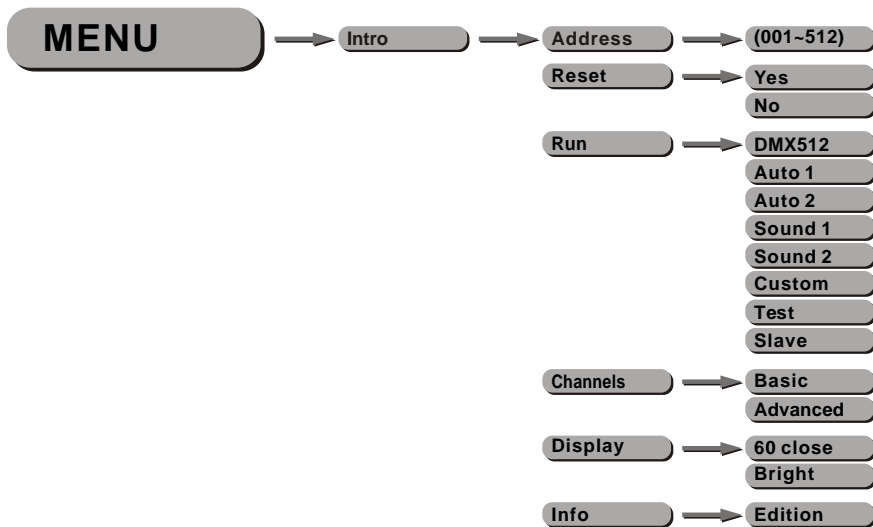 MENU
Intro
Address
(001~512)
Reset
Yes
No
Run
DMX512
Auto 1
Auto 2
Sound 1
Sound 2
Custom
Test
Slave
Channels
Basic
Advanced
Display
60 close
Bright
Info
Edition